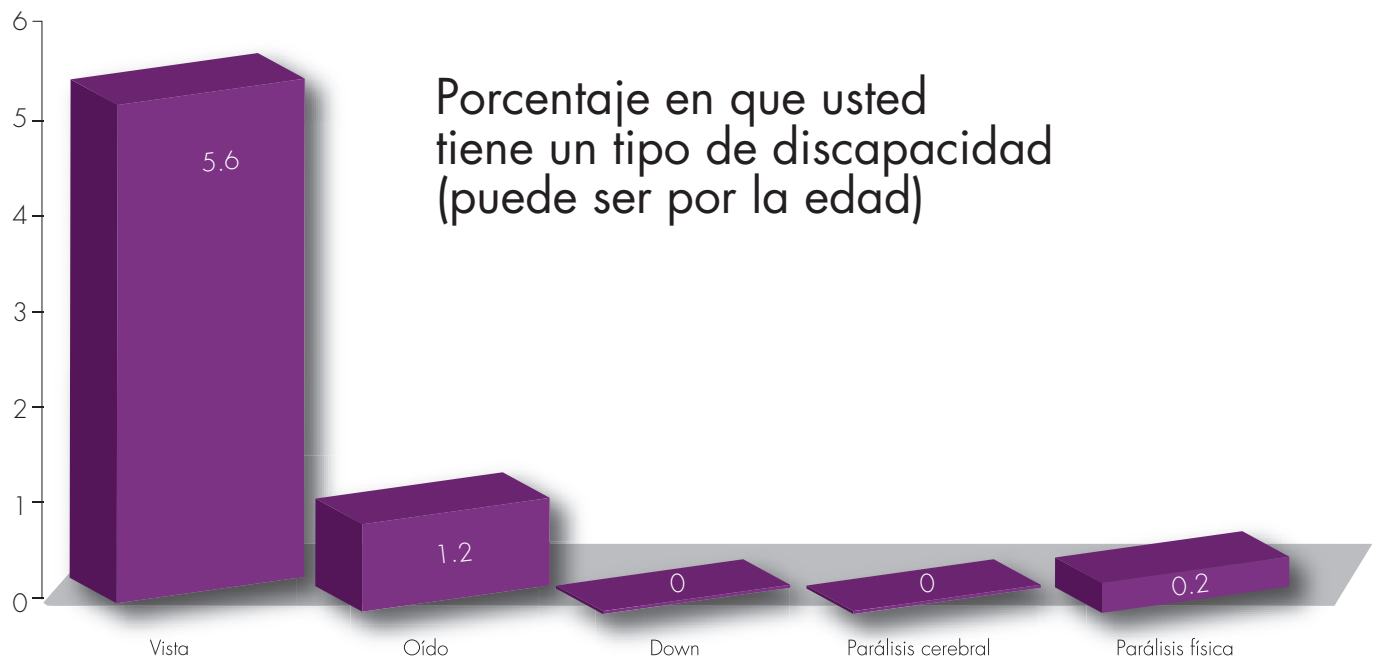 Porcentaje en que usted
tiene un tipo de discapacidad
(puede ser por la edad)
6
5
4
3
2
1
0
5.6
1.2
0
0
0.2
Vista
Oído
Down
Parálisis cerebral
Parálisis física